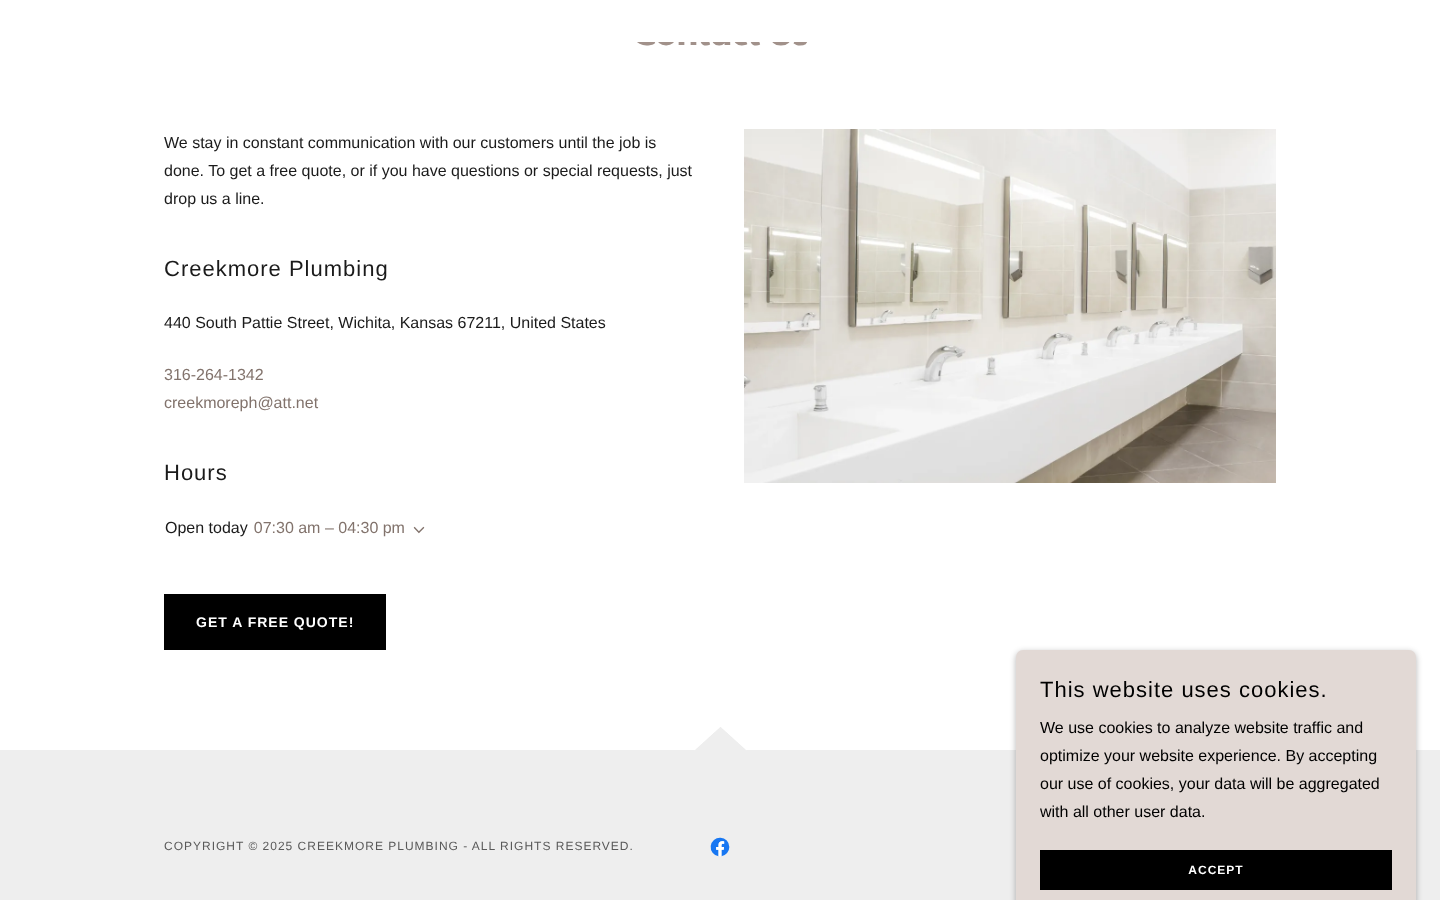 Contact Us
We stay in constant communication with our customers until the job is
done. To get a free quote, or if you have questions or special requests, just
drop us a line.
Creekmore Plumbing
440 South Pattie Street, Wichita, Kansas 67211, United States
316-264-1342
creekmoreph@att.net
Hours
Open today 07:30 am – 04:30 pm
GET A FREE QUOTE!
This website uses cookies.
We use cookies to analyze website traffic and
optimize your website experience. By accepting
our use of cookies, your data will be aggregated
with all other user data.
ACCEPT
COPYRIGHT © 2025 CREEKMORE PLUMBING - ALL RIGHTS RESERVED.